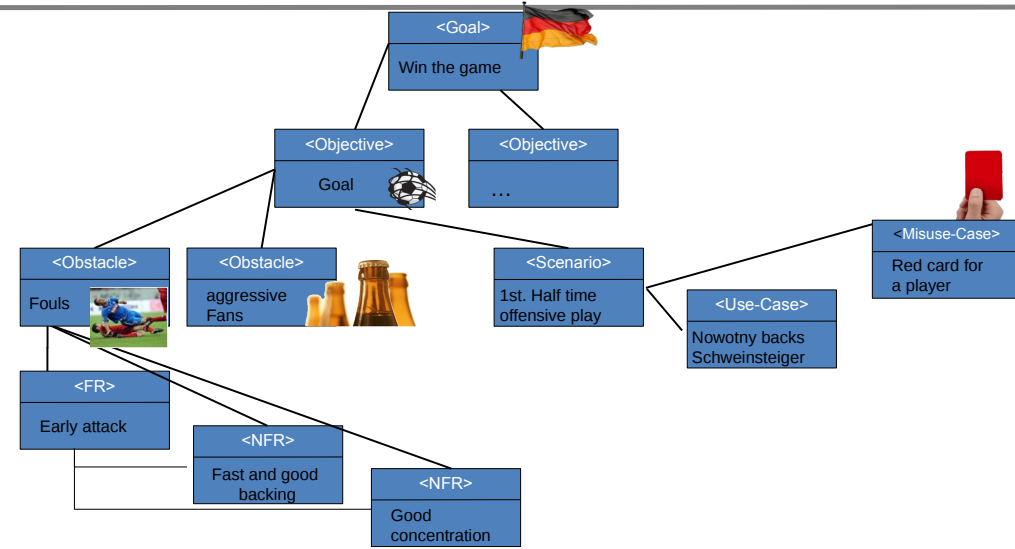 <Goal>
Win the game
<Objective>
Goal
<Objective>
...
<Misuse-Case>
Red card for
a player
<Obstacle>
Fouls
<Obstacle>
aggressive
Fans
<Scenario>
1st. Half time
offensive play
<Use-Case>
Nowotny backs
Schweinsteiger
<FR>
Early attack
<NFR>
Fast and good
backing
<NFR>
Good
concentration